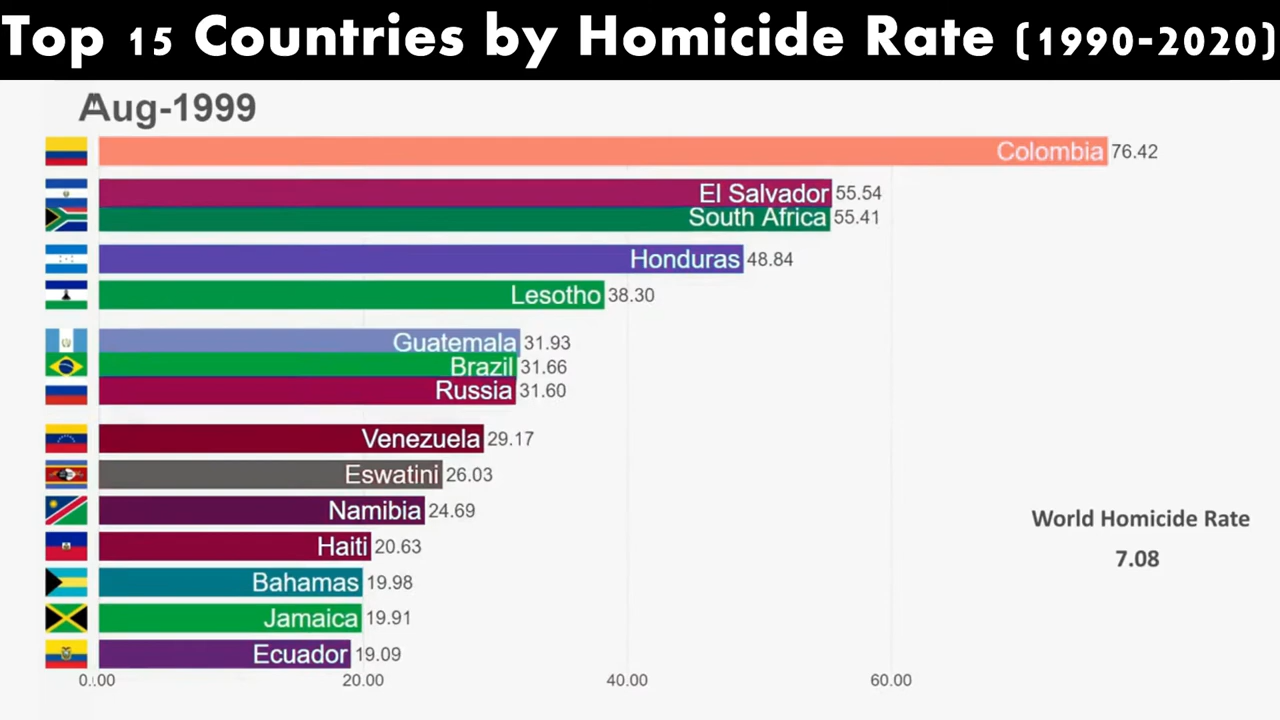 Top 15 Countries by Homicide Rate (1990-2020)
Aug-1999
Colombia 76.42
El Salvador 55.54
South Africa 55.41
Honduras 48.84
Lesotho 38.30
Guatemala 31.93
Brazil 31.66
Russia 31.60
Venezuela 29.17
Eswatini 26.03
Namibia 24.69
World Homicide Rate
Haiti 20.63
7.08
Bahamas 19.98
Jamaica 19.91
Ecuador 19.09
0.00 20.00 40.00 60.00